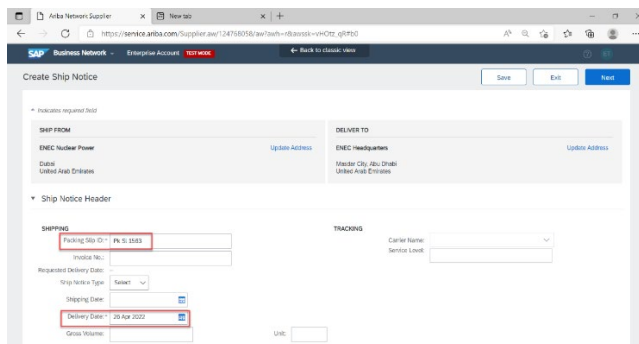 Ariba Network Supplier
New tab
https://service.ariba.com/Supplier.aw/124768058/aw?awh=r&awssk=vHOtz_qR#b0
SAP Business Network
Enterprise Account
TEST MODE
← Back to classic view
Create Ship Notice
Save
Exit
Next
* Indicates required field
SHIP FROM
DELIVER TO
ENEC Nuclear Power
Update Address
ENEC Headquarters
Update Address
Dubai
Masdar City, Abu Dhabi
United Arab Emirates
United Arab Emirates
Ship Notice Header
SHIPPING
TRACKING
Packing Slip ID: * Pk Sl 1583
Carrier Name:
Invoice No.:
Service Level:
Requested Delivery Date: -
Ship Notice Type: Select
Shipping Date:
Delivery Date: * 20 Apr 2022
Gross Volume:
Unit: